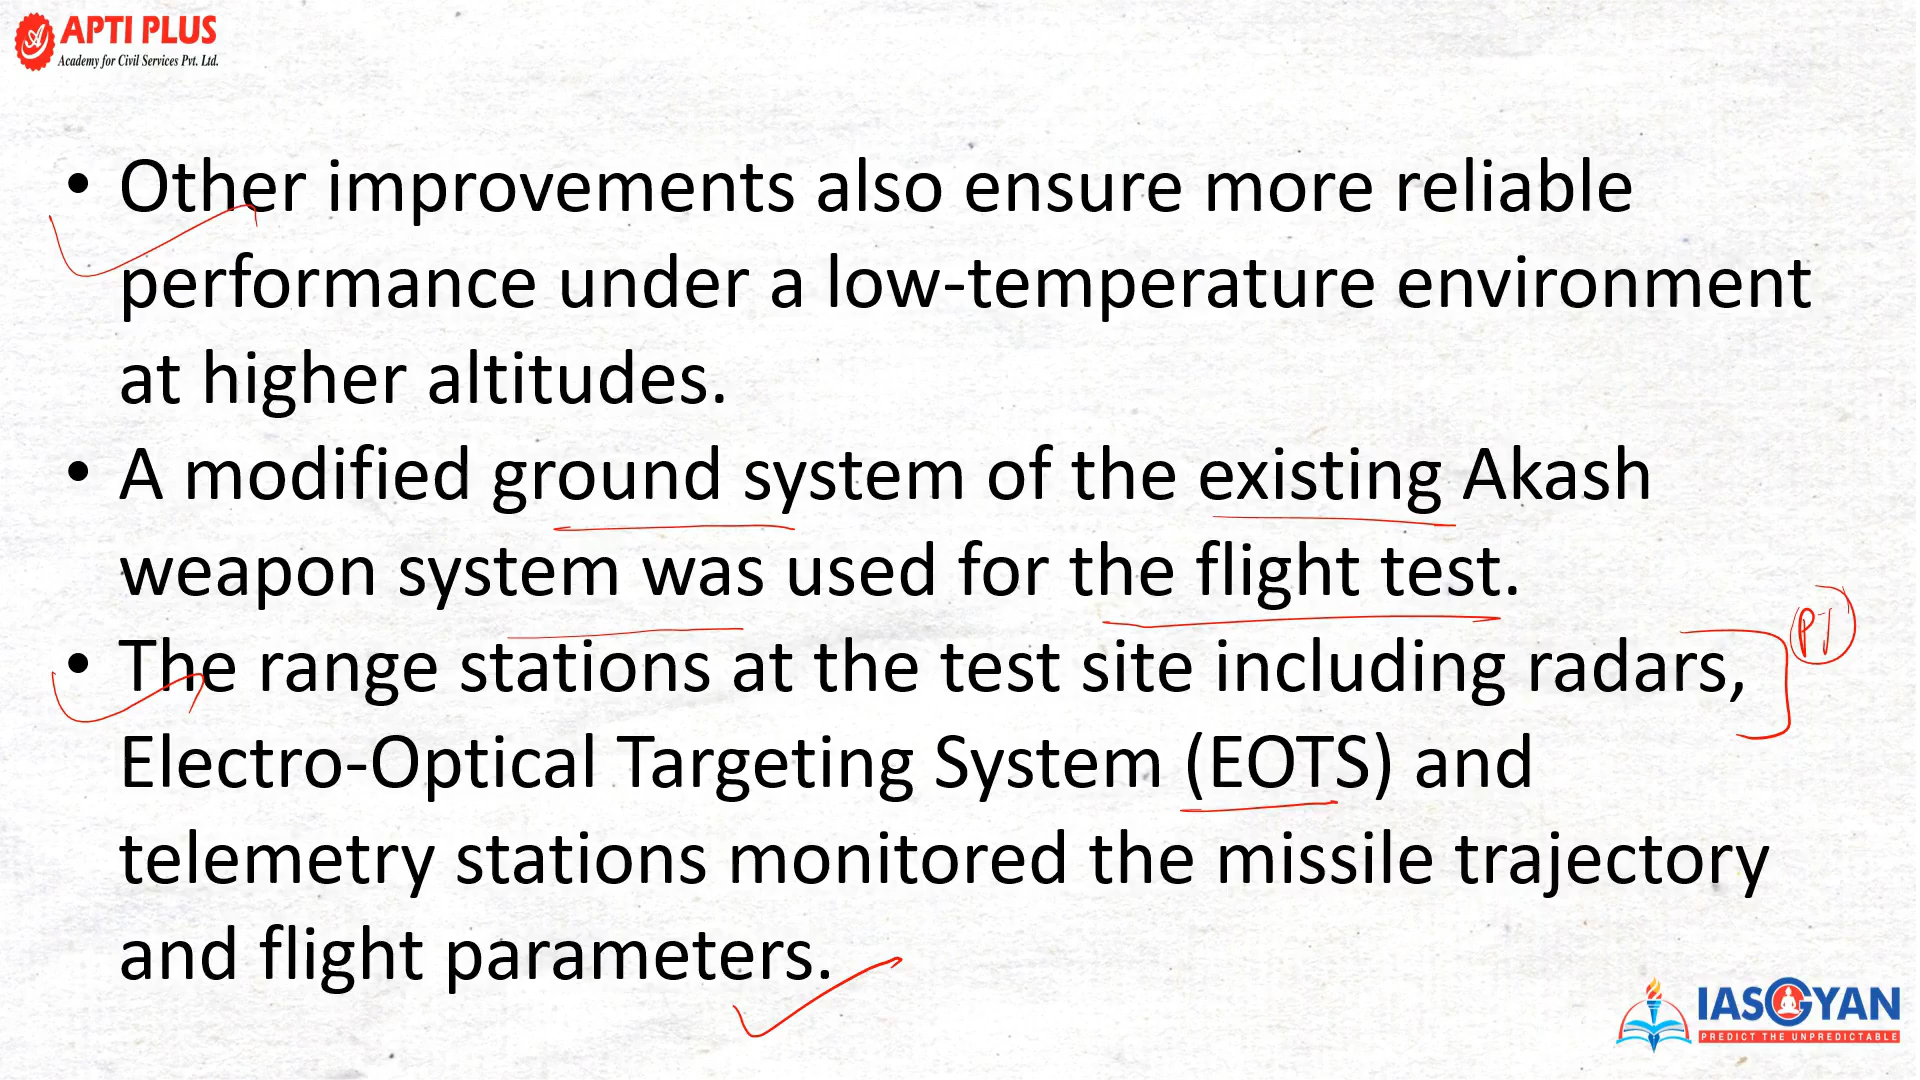 APTI PLUS
Academy for Civil Services Pvt. Ltd.
• Other improvements also ensure more reliable
performance under a low-temperature environment
at higher altitudes.
• A modified ground system of the existing Akash
weapon system was used for the flight test.
• The range stations at the test site including radars,
Electro-Optical Targeting System (EOTS) and
telemetry stations monitored the missile trajectory
and flight parameters.
IASGYAN
PREDICT THE UNPREDICTABLE